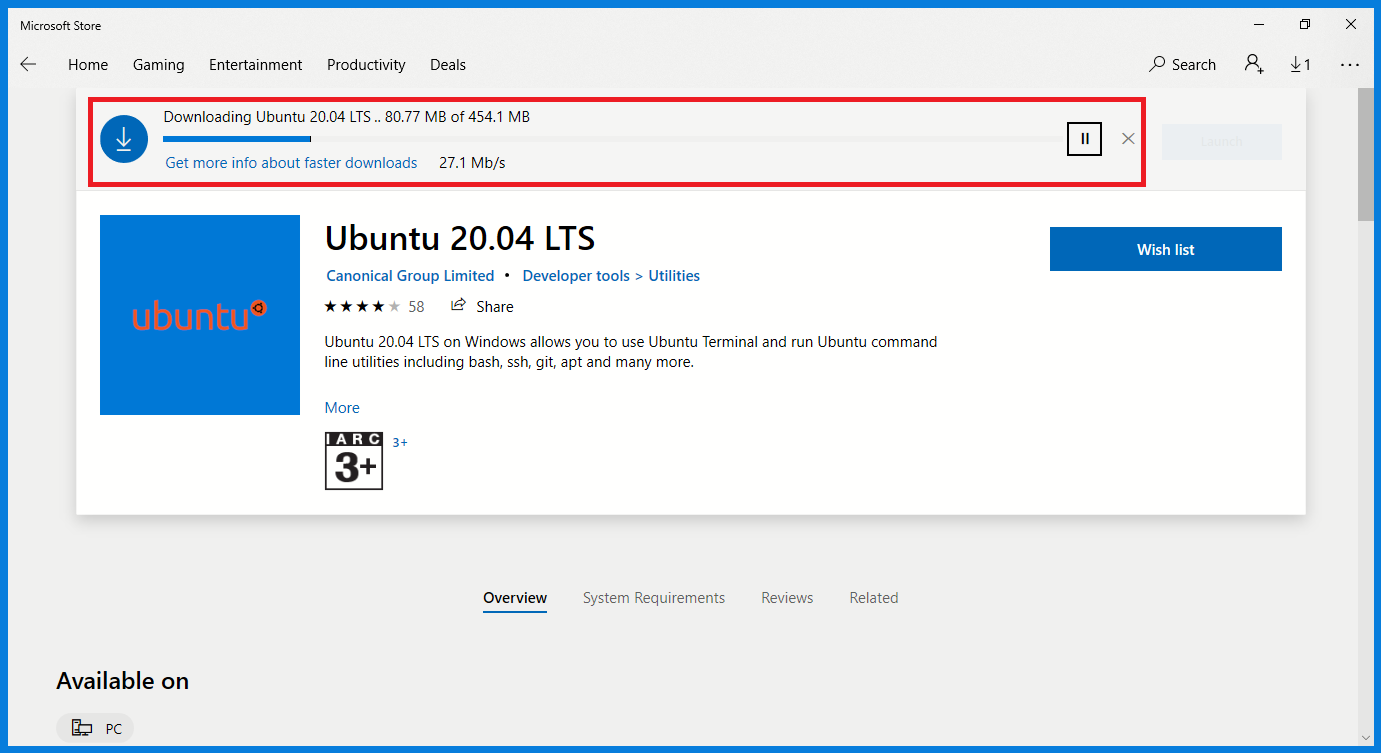 Microsoft Store
Home Gaming Entertainment Productivity Deals Search 1
Downloading Ubuntu 20.04 LTS .. 80.77 MB of 454.1 MB
Get more info about faster downloads 27.1 Mb/s
Launch
ubuntu
Ubuntu 20.04 LTS
Wish list
Canonical Group Limited • Developer tools > Utilities
58 Share
Ubuntu 20.04 LTS on Windows allows you to use Ubuntu Terminal and run Ubuntu command
line utilities including bash, ssh, git, apt and many more.
More
IARC
3+
3+
Overview System Requirements Reviews Related
Available on
PC